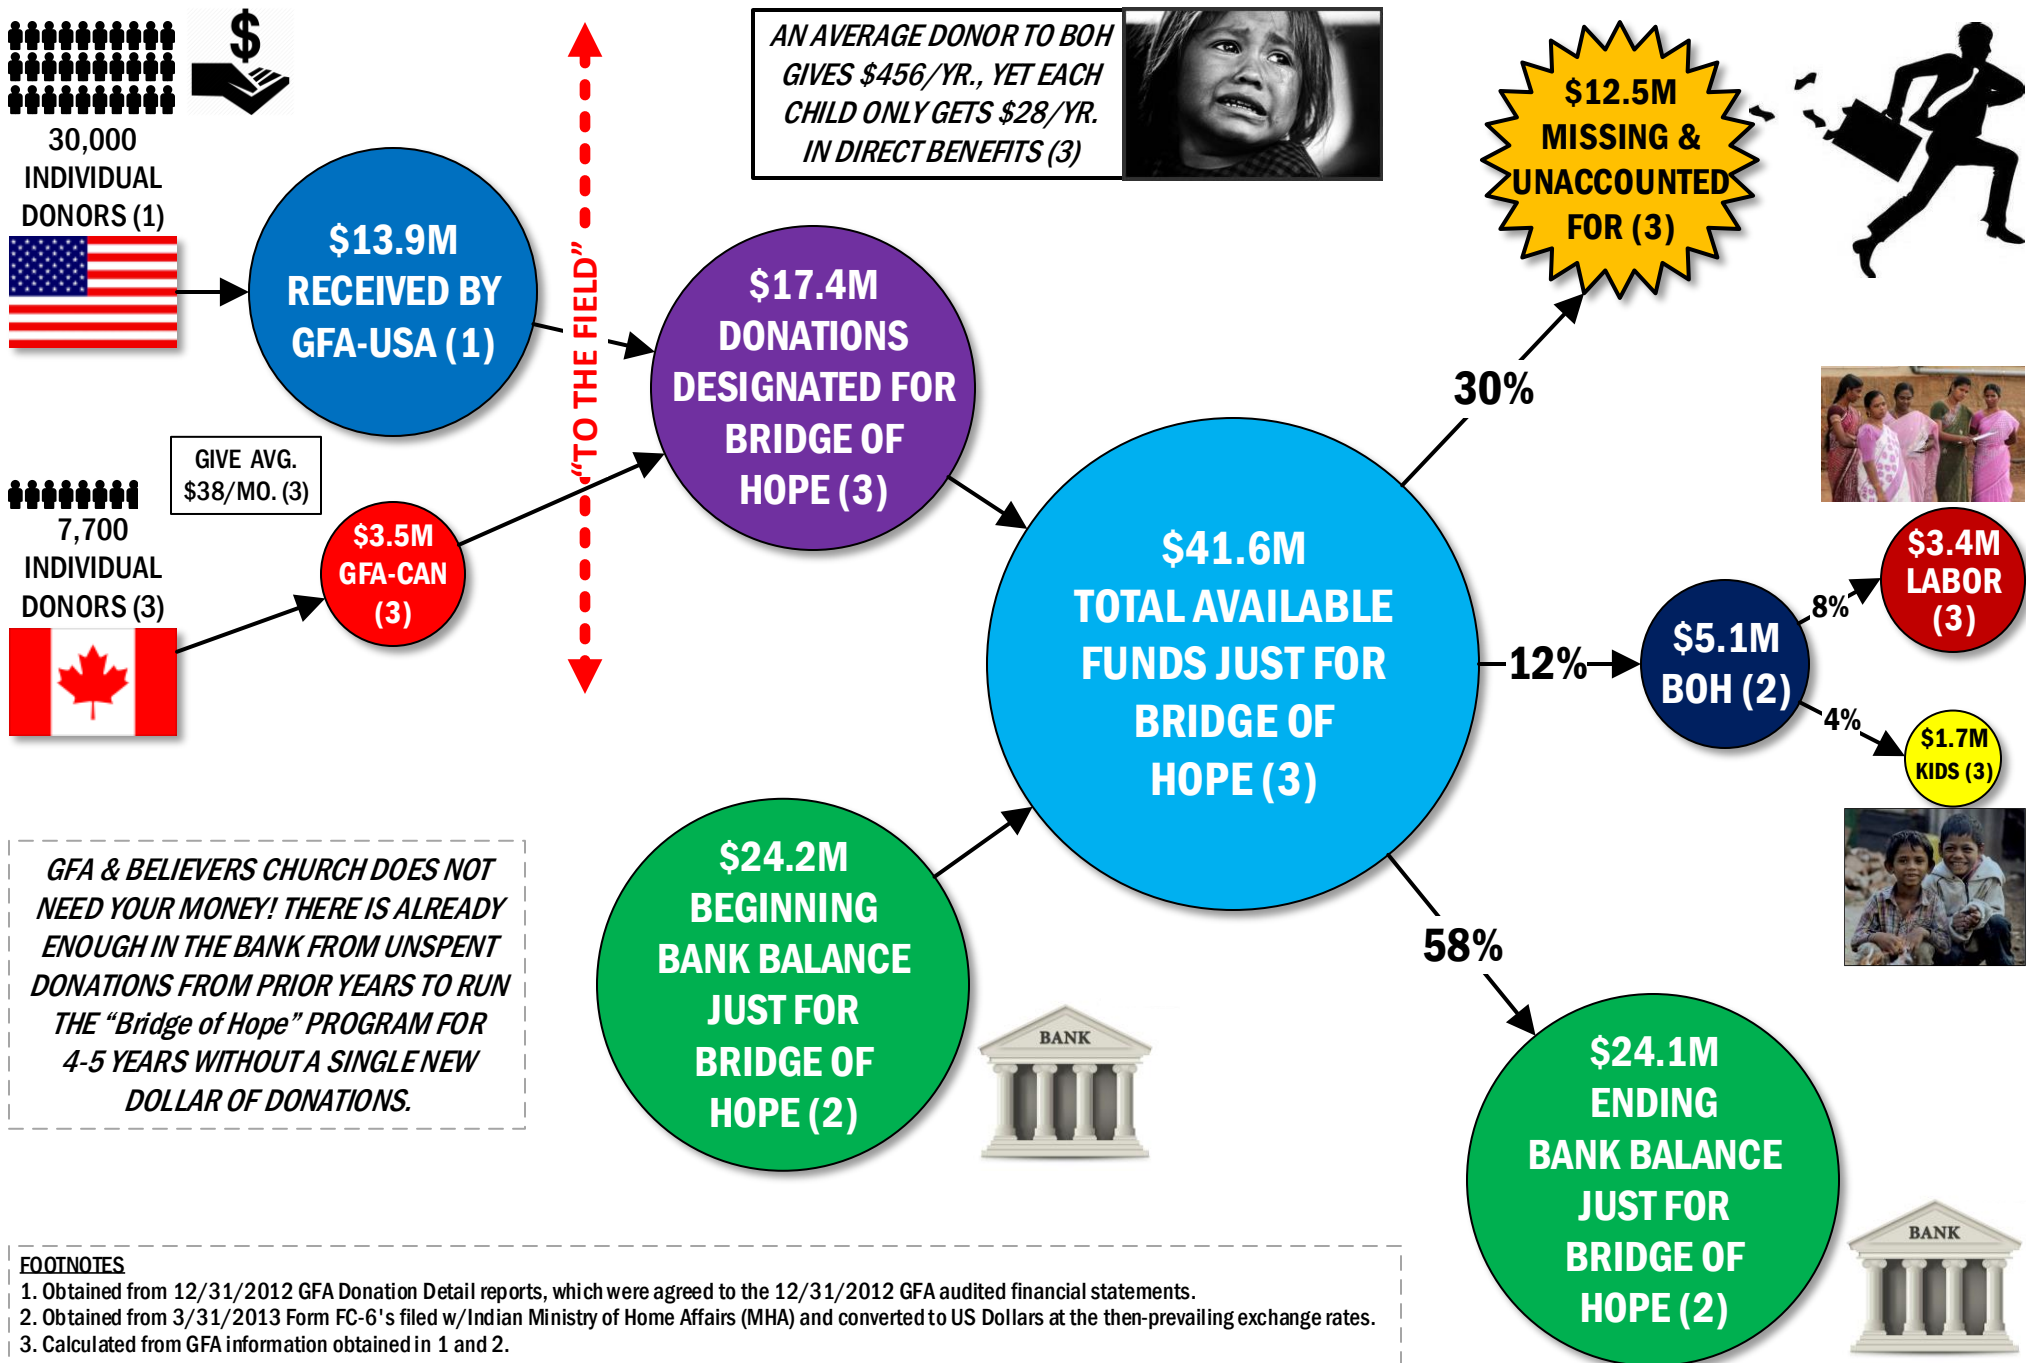 $
30,000
INDIVIDUAL
DONORS (1)
$13.9M
RECEIVED BY
GFA-USA (1)
"TO THE FIELD"
AN AVERAGE DONOR TO BOH
GIVES $456/YR., YET EACH
CHILD ONLY GETS $28/YR.
IN DIRECT BENEFITS (3)
$12.5M
MISSING &
UNACCOUNTED
FOR (3)
$17.4M
DONATIONS
DESIGNATED FOR
BRIDGE OF
HOPE (3)
30%
GIVE AVG.
$38/MO. (3)
7,700
INDIVIDUAL
DONORS (3)
$3.5M
GFA-CAN
(3)
$41.6M
TOTAL AVAILABLE
FUNDS JUST FOR
BRIDGE OF
HOPE (3)
12%
$5.1M
BOH (2)
8%
$3.4M
LABOR
(3)
4%
$1.7M
KIDS (3)
58%
GFA & BELIEVERS CHURCH DOES NOT
NEED YOUR MONEY! THERE IS ALREADY
ENOUGH IN THE BANK FROM UNSPENT
DONATIONS FROM PRIOR YEARS TO RUN
THE “Bridge of Hope” PROGRAM FOR
4-5 YEARS WITHOUT A SINGLE NEW
DOLLAR OF DONATIONS.
$24.2M
BEGINNING
BANK BALANCE
JUST FOR
BRIDGE OF
HOPE (2)
BANK
$24.1M
ENDING
BANK BALANCE
JUST FOR
BRIDGE OF
HOPE (2)
BANK
FOOTNOTES
1. Obtained from 12/31/2012 GFA Donation Detail reports, which were agreed to the 12/31/2012 GFA audited financial statements.
2. Obtained from 3/31/2013 Form FC-6's filed w/Indian Ministry of Home Affairs (MHA) and converted to US Dollars at the then-prevailing exchange rates.
3. Calculated from GFA information obtained in 1 and 2.